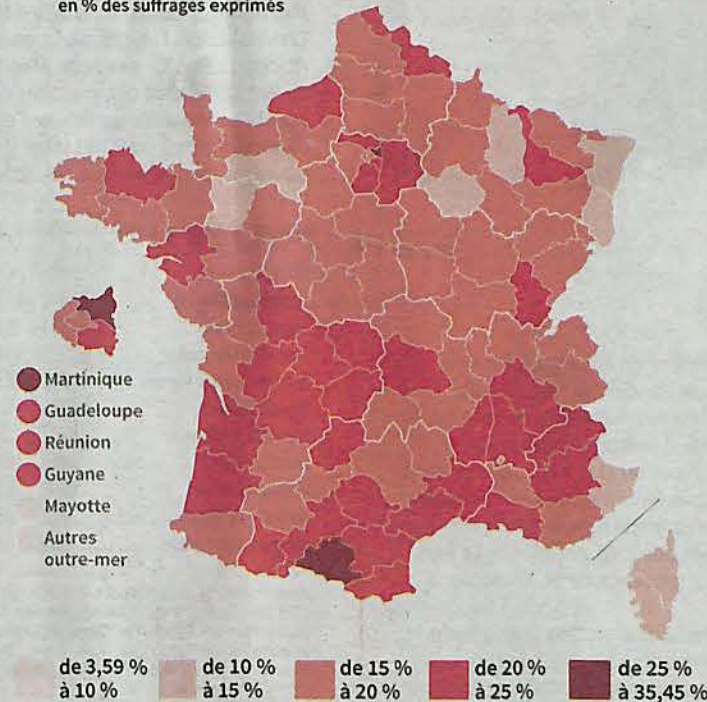 en % des suffrages exprimés
Martinique
Guadeloupe
Réunion
Guyane
Mayotte
Autres
outre-mer
de 3,59 %
à 10 %
de 10 %
à 15 %
de 15 %
à 20 %
de 20 %
à 25 %
de 25 %
à 35,45 %